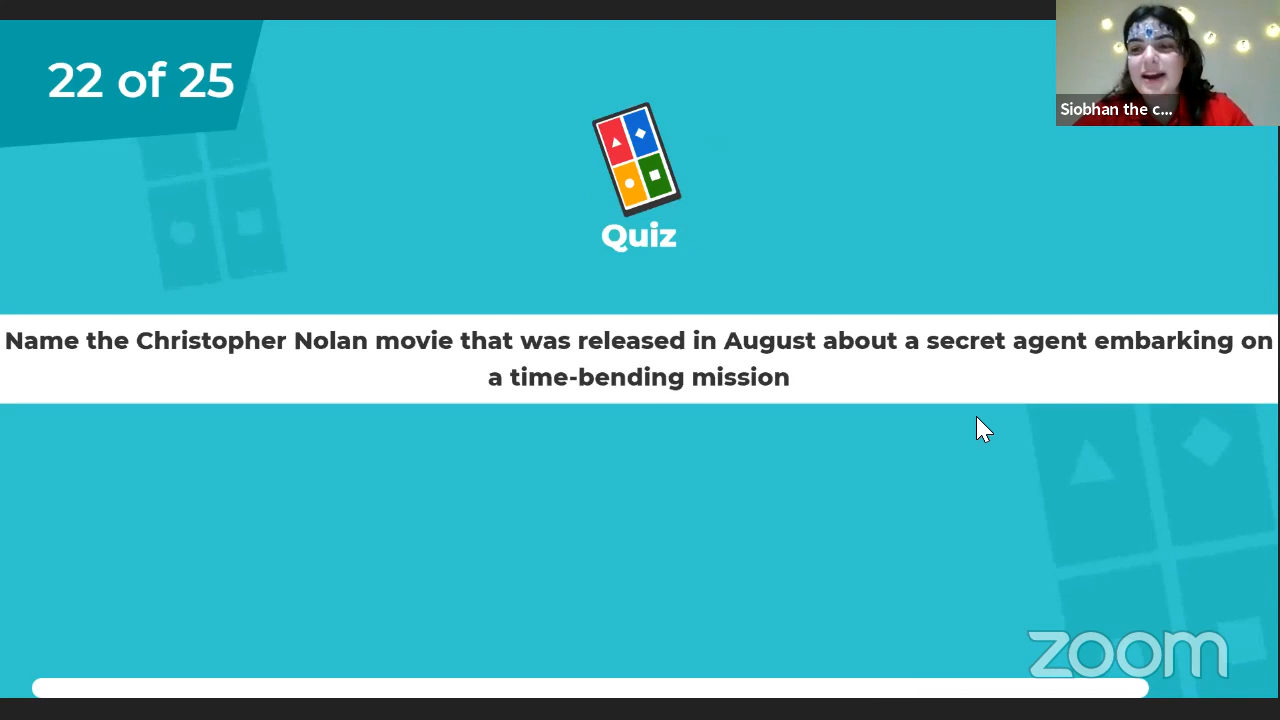 22 of 25
Siobhan the c...
Quiz
Name the Christopher Nolan movie that was released in August about a secret agent embarking on
a time-bending mission
zoom